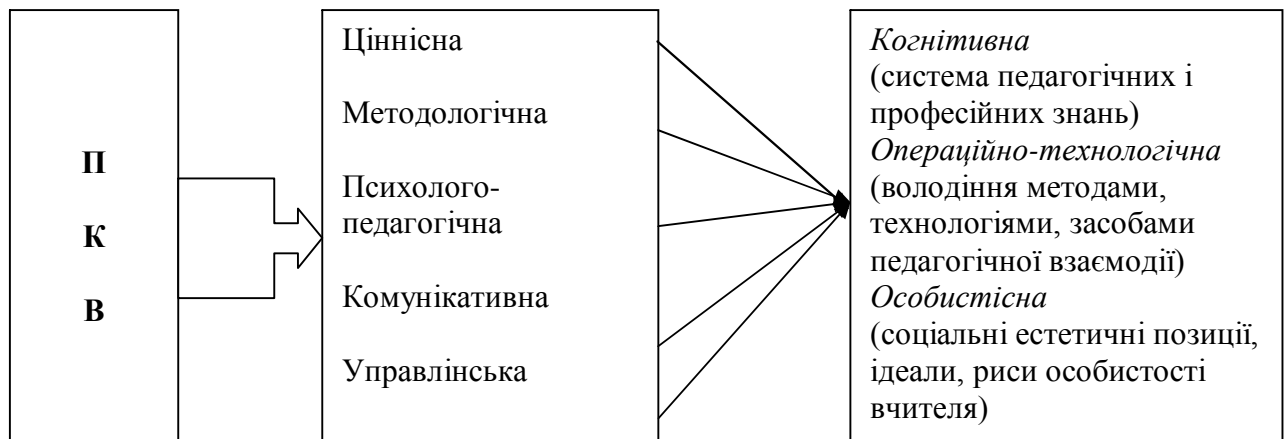 П
К
В
Ціннісна
Методологічна
Психолого-
педагогічна
Комунікативна
Управлінська
Когнітивна
(система педагогічних і
професійних знань)
Операційно-технологічна
(володіння методами,
технологіями, засобами
педагогічної взаємодії)
Особистісна
(соціальні естетичні позиції,
ідеали, риси особистості
вчителя)